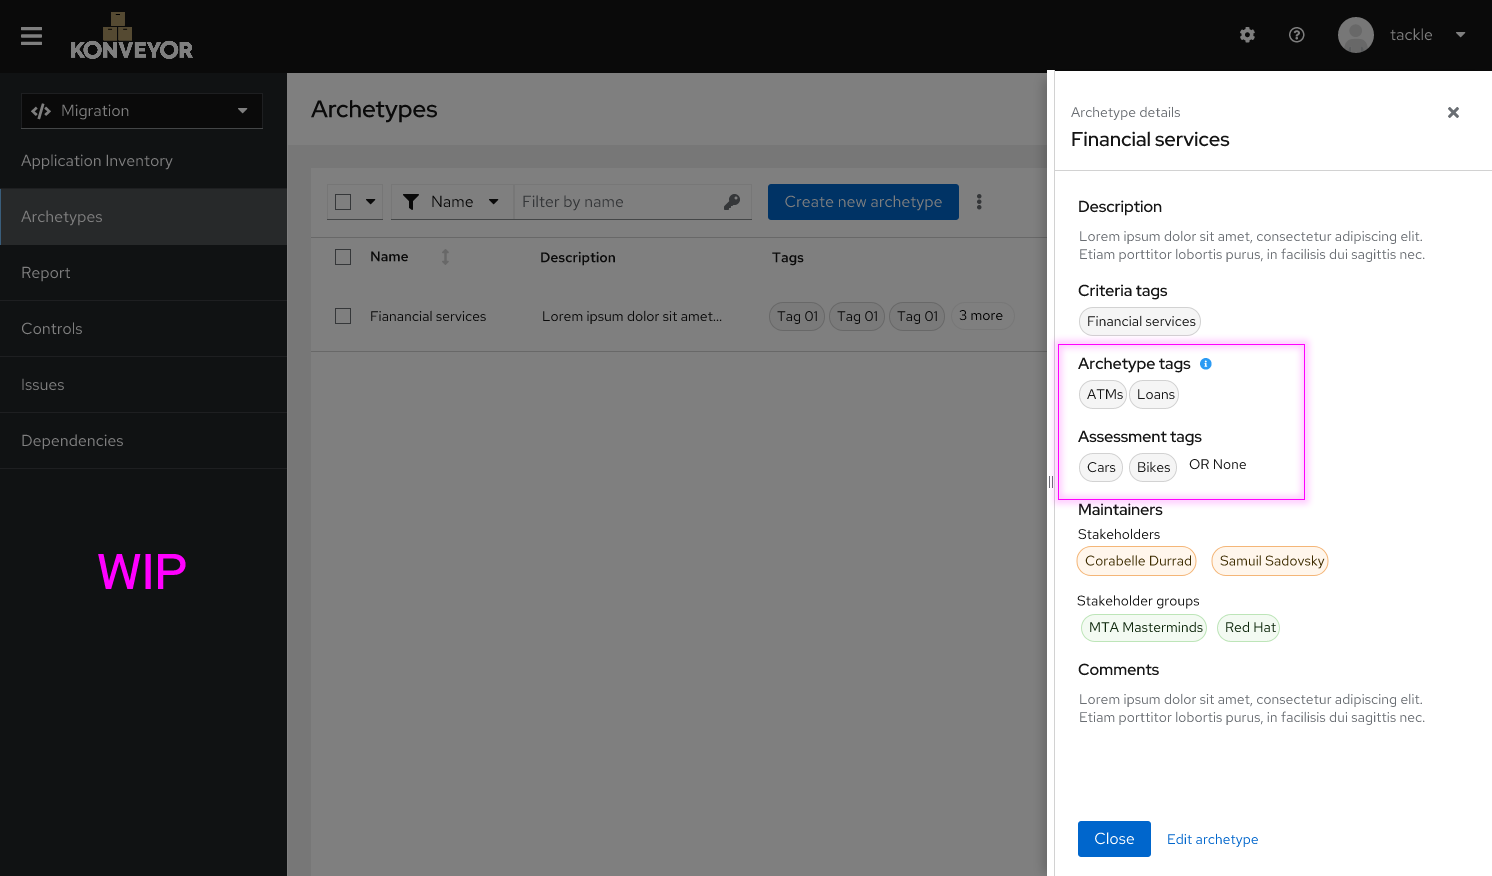 KONVEYOR
tackle
Migration
Application Inventory
Archetypes
Report
Controls
Issues
Dependencies
WIP
Archetypes
Name
Filter by name
Create new archetype
Name Description Tags
Fianancial services Lorem ipsum dolor sit amet... Tag 01 Tag 01 Tag 01 3 more
Archetype details
Financial services
Description
Lorem ipsum dolor sit amet, consectetur adipiscing elit.
Etiam porttitor lobortis purus, in facilisis dui sagittis nec.
Criteria tags
Financial services
Archetype tags
ATMs Loans
Assessment tags
Cars Bikes OR None
Maintainers
Stakeholders
Corabelle Durrad Samuil Sadovsky
Stakeholder groups
MTA Masterminds Red Hat
Comments
Lorem ipsum dolor sit amet, consectetur adipiscing elit.
Etiam porttitor lobortis purus, in facilisis dui sagittis nec.
Close Edit archetype